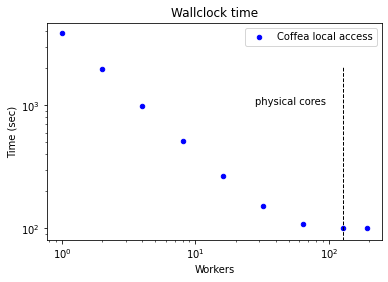 Wallclock time
Coffea local access
physical cores
Time (sec)
10³
10²
10⁰
10¹
10²
Workers